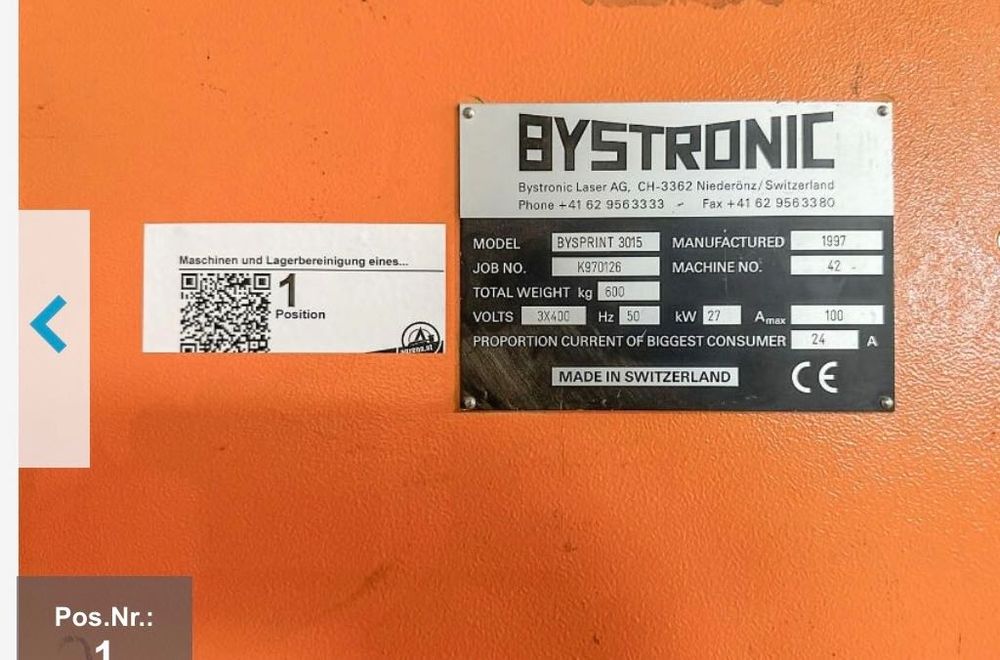 BYSTRONIC
Bystronic Laser AG, CH-3362 Niederönz/Switzerland
Phone +41 62 9563333 - Fax +41 62 9563380
MODEL BYSPRINT 3015 MANUFACTURED 1997
JOB NO. K970126 MACHINE NO. 42 -
TOTAL WEIGHT kg 600
VOLTS 3X400 Hz 50 kW 27 Amax 100
PROPORTION CURRENT OF BIGGEST CONSUMER 24 A
MADE IN SWITZERLAND CE
Maschinen und Lagerbereinigung eines...
1
Position
Pos.Nr.:
1